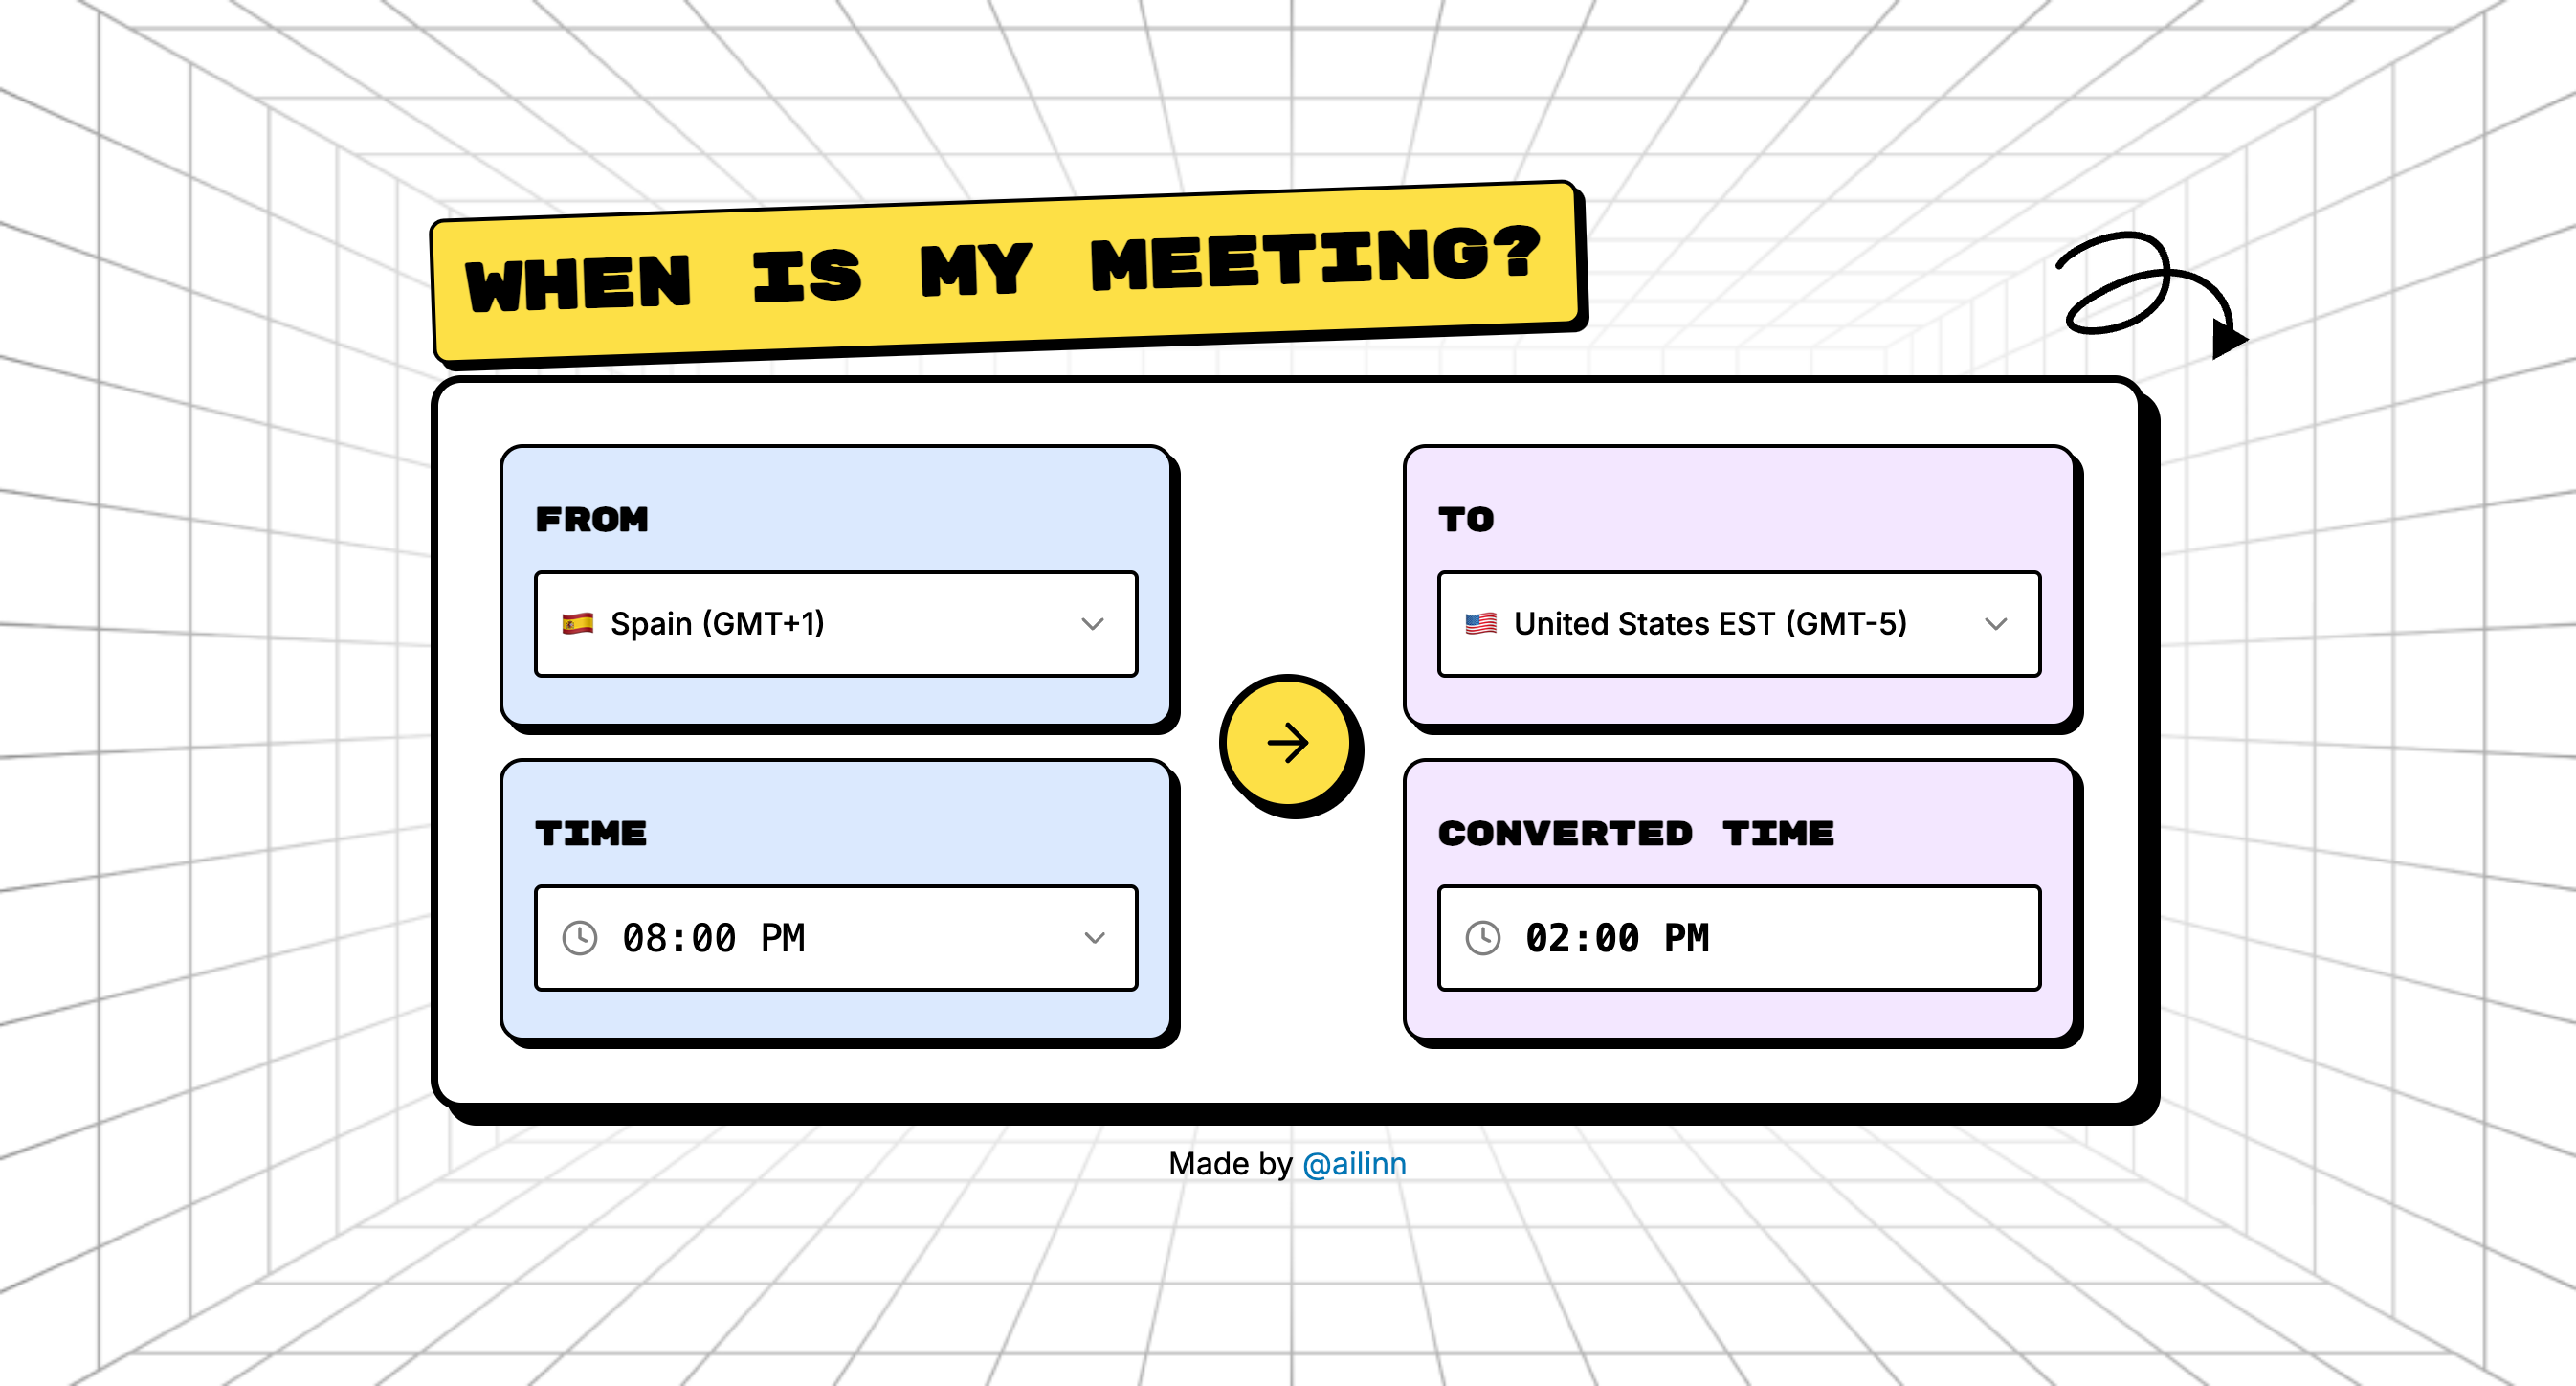 WHEN IS MY MEETING?
FROM
Spain (GMT+1)
TIME
08:00 PM
TO
United States EST (GMT-5)
CONVERTED TIME
02:00 PM
Made by @ailinn